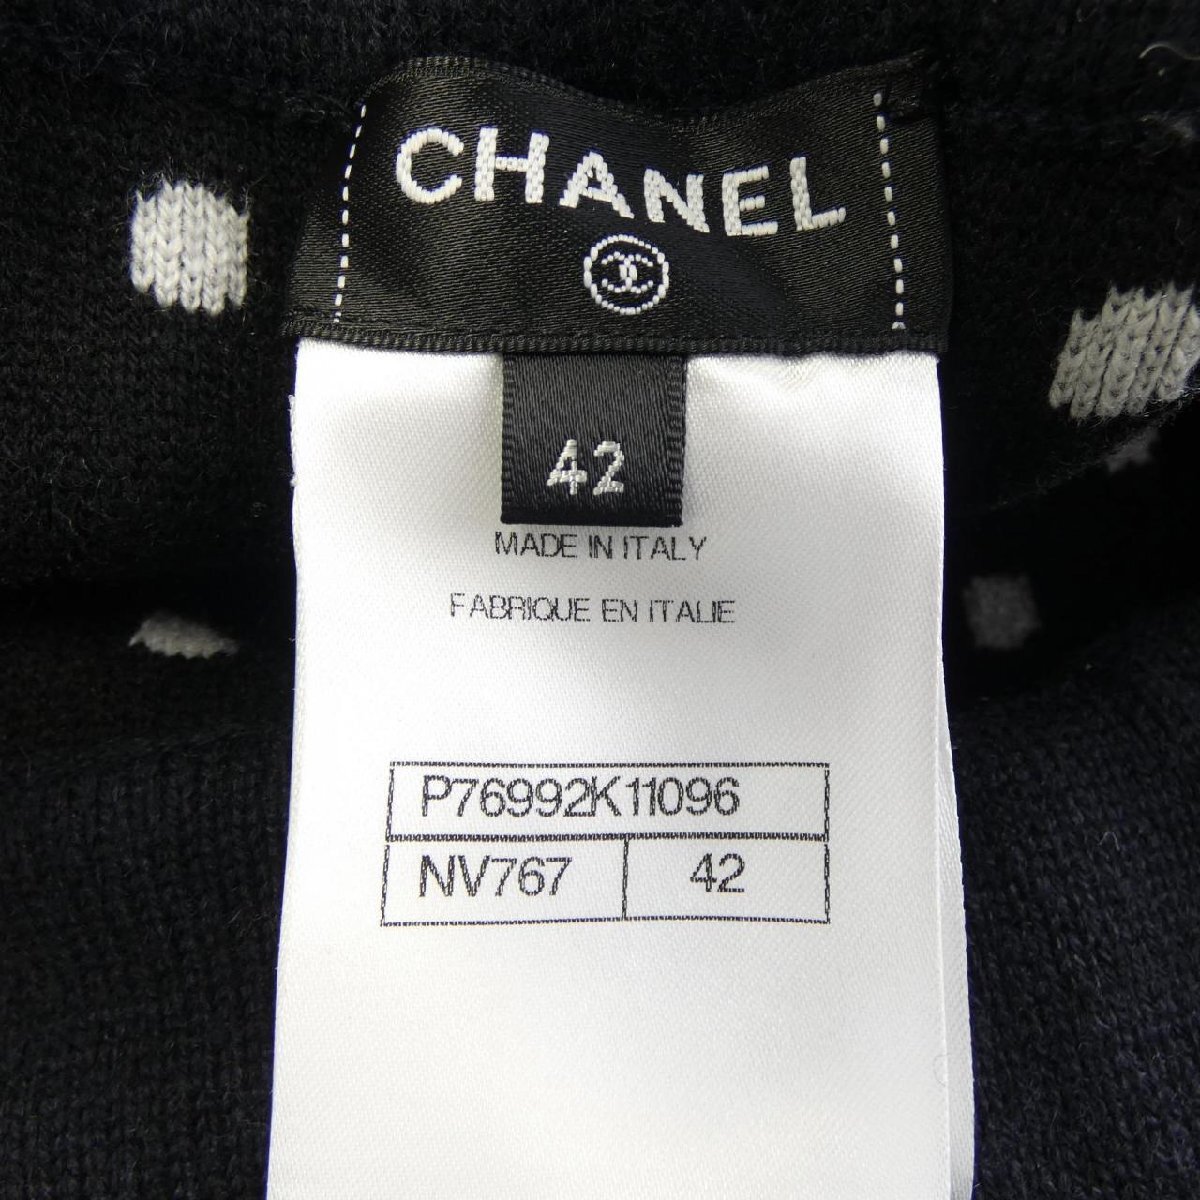 CHANEL
42
MADE IN ITALY
FABRIQUE EN ITALIE
P76992K11096
NV767 42